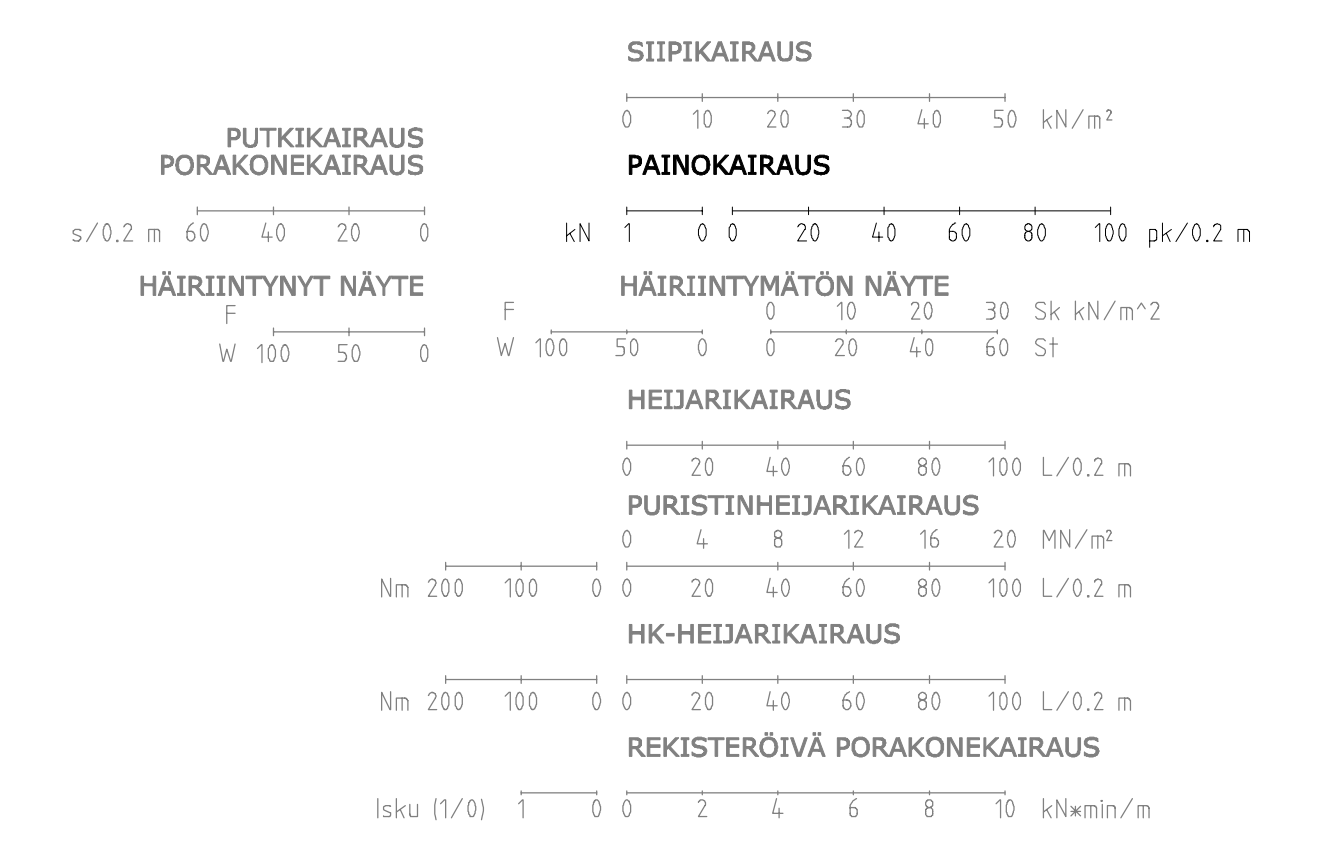 SIIPIKAIRAUS
0 10 20 30 40 50 kN/m²
PUTKIKAIRAUS
PORAKONEKAIRAUS
s/0.2 m 60 40 20 0
PAINOKAIRAUS
kN 1 0 0 20 40 60 80 100 pk/0.2 m
HÄIRIINTYNYT NÄYTE
F
W 100 50 0
HÄIRIINTYMÄTÖN NÄYTE
F 0 10 20 30 Sk kN/m^2
W 100 50 0 0 20 40 60 St
HEIJARIKAIRAUS
0 20 40 60 80 100 L/0.2 m
PURISTINHEIJARIKAIRAUS
0 4 8 12 16 20 MN/m²
Nm 200 100 0 0 20 40 60 80 100 L/0.2 m
HK-HEIJARIKAIRAUS
Nm 200 100 0 0 20 40 60 80 100 L/0.2 m
REKISTERÖIVÄ PORAKONEKAIRAUS
Isku (1/0) 1 0 0 2 4 6 8 10 kN*min/m